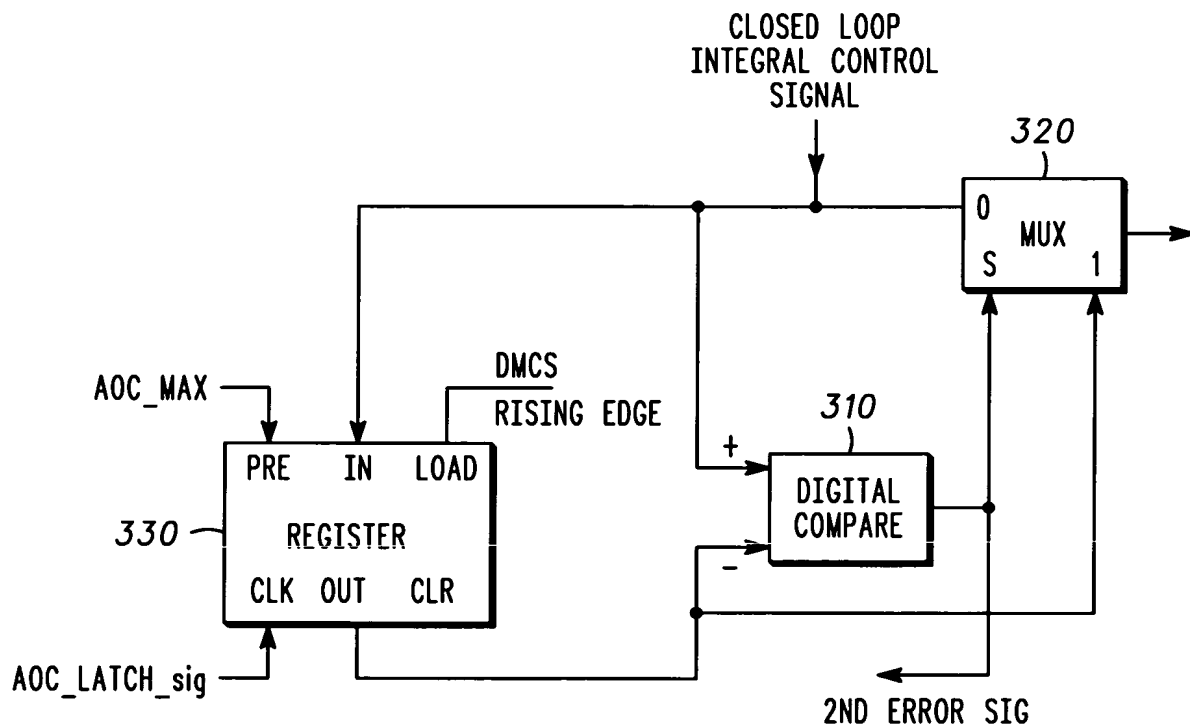 CLOSED LOOP
INTEGRAL CONTROL
SIGNAL
320
0
MUX
S 1
DMCS
RISING EDGE
AOC_MAX
310
+
PRE IN LOAD
DIGITAL
COMPARE
330
REGISTER
-
CLK OUT CLR
AOC_LATCH_sig
2ND ERROR SIG